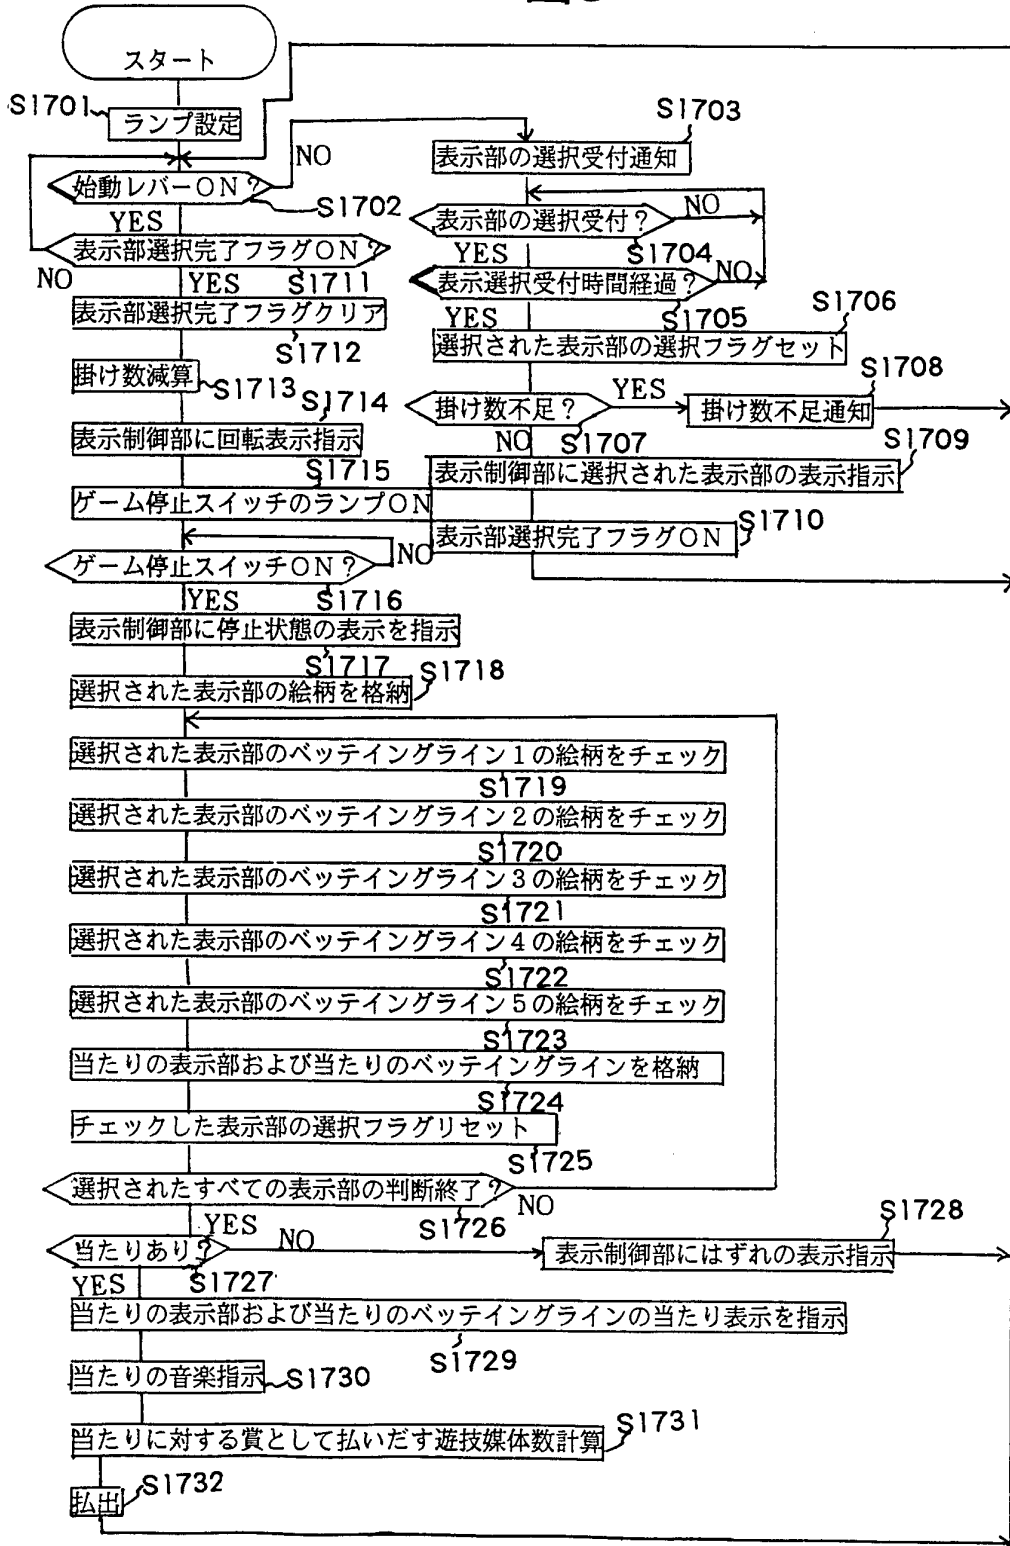 スタート
S1701
ランプ設定
始動レバーON?
NO
S1702
YES
表示部選択完了フラグON?
NO
YES
S1711
表示部選択完了フラグクリア
S1712
掛け数減算
S1713
S1714
表示制御部に回転表示指示
S1715
ゲーム停止スイッチのランプON
ゲーム停止スイッチON?
NO
YES
S1716
表示制御部に停止状態の表示を指示
S1717
S1718
選択された表示部の絵柄を格納
S1703
表示部の選択受付通知
表示部の選択受付?
NO
YES
S1704
表示選択受付時間経過?
NO
YES
S1705
S1706
選択された表示部の選択フラグセット
掛け数不足?
YES
S1708
掛け数不足通知
NO
S1707
S1709
表示制御部に選択された表示部の表示指示
S1710
表示部選択完了フラグON
選択された表示部のベッテイングライン1の絵柄をチェック
S1719
選択された表示部のベッテイングライン2の絵柄をチェック
S1720
選択された表示部のベッテイングライン3の絵柄をチェック
S1721
選択された表示部のベッテイングライン4の絵柄をチェック
S1722
選択された表示部のベッテイングライン5の絵柄をチェック
S1723
当たりの表示部および当たりのベッテイングラインを格納
S1724
チェックした表示部の選択フラグリセット
S1725
選択されたすべての表示部の判断終了?
NO
YES
S1726
当たりあり?
NO
S1728
表示制御部にはずれの表示指示
YES
S1727
当たりの表示部および当たりのベッテイングラインの当たり表示を指示
S1729
当たりの音楽指示
S1730
S1731
当たりに対する賞として払いだす遊技媒体数計算
S1732
払出